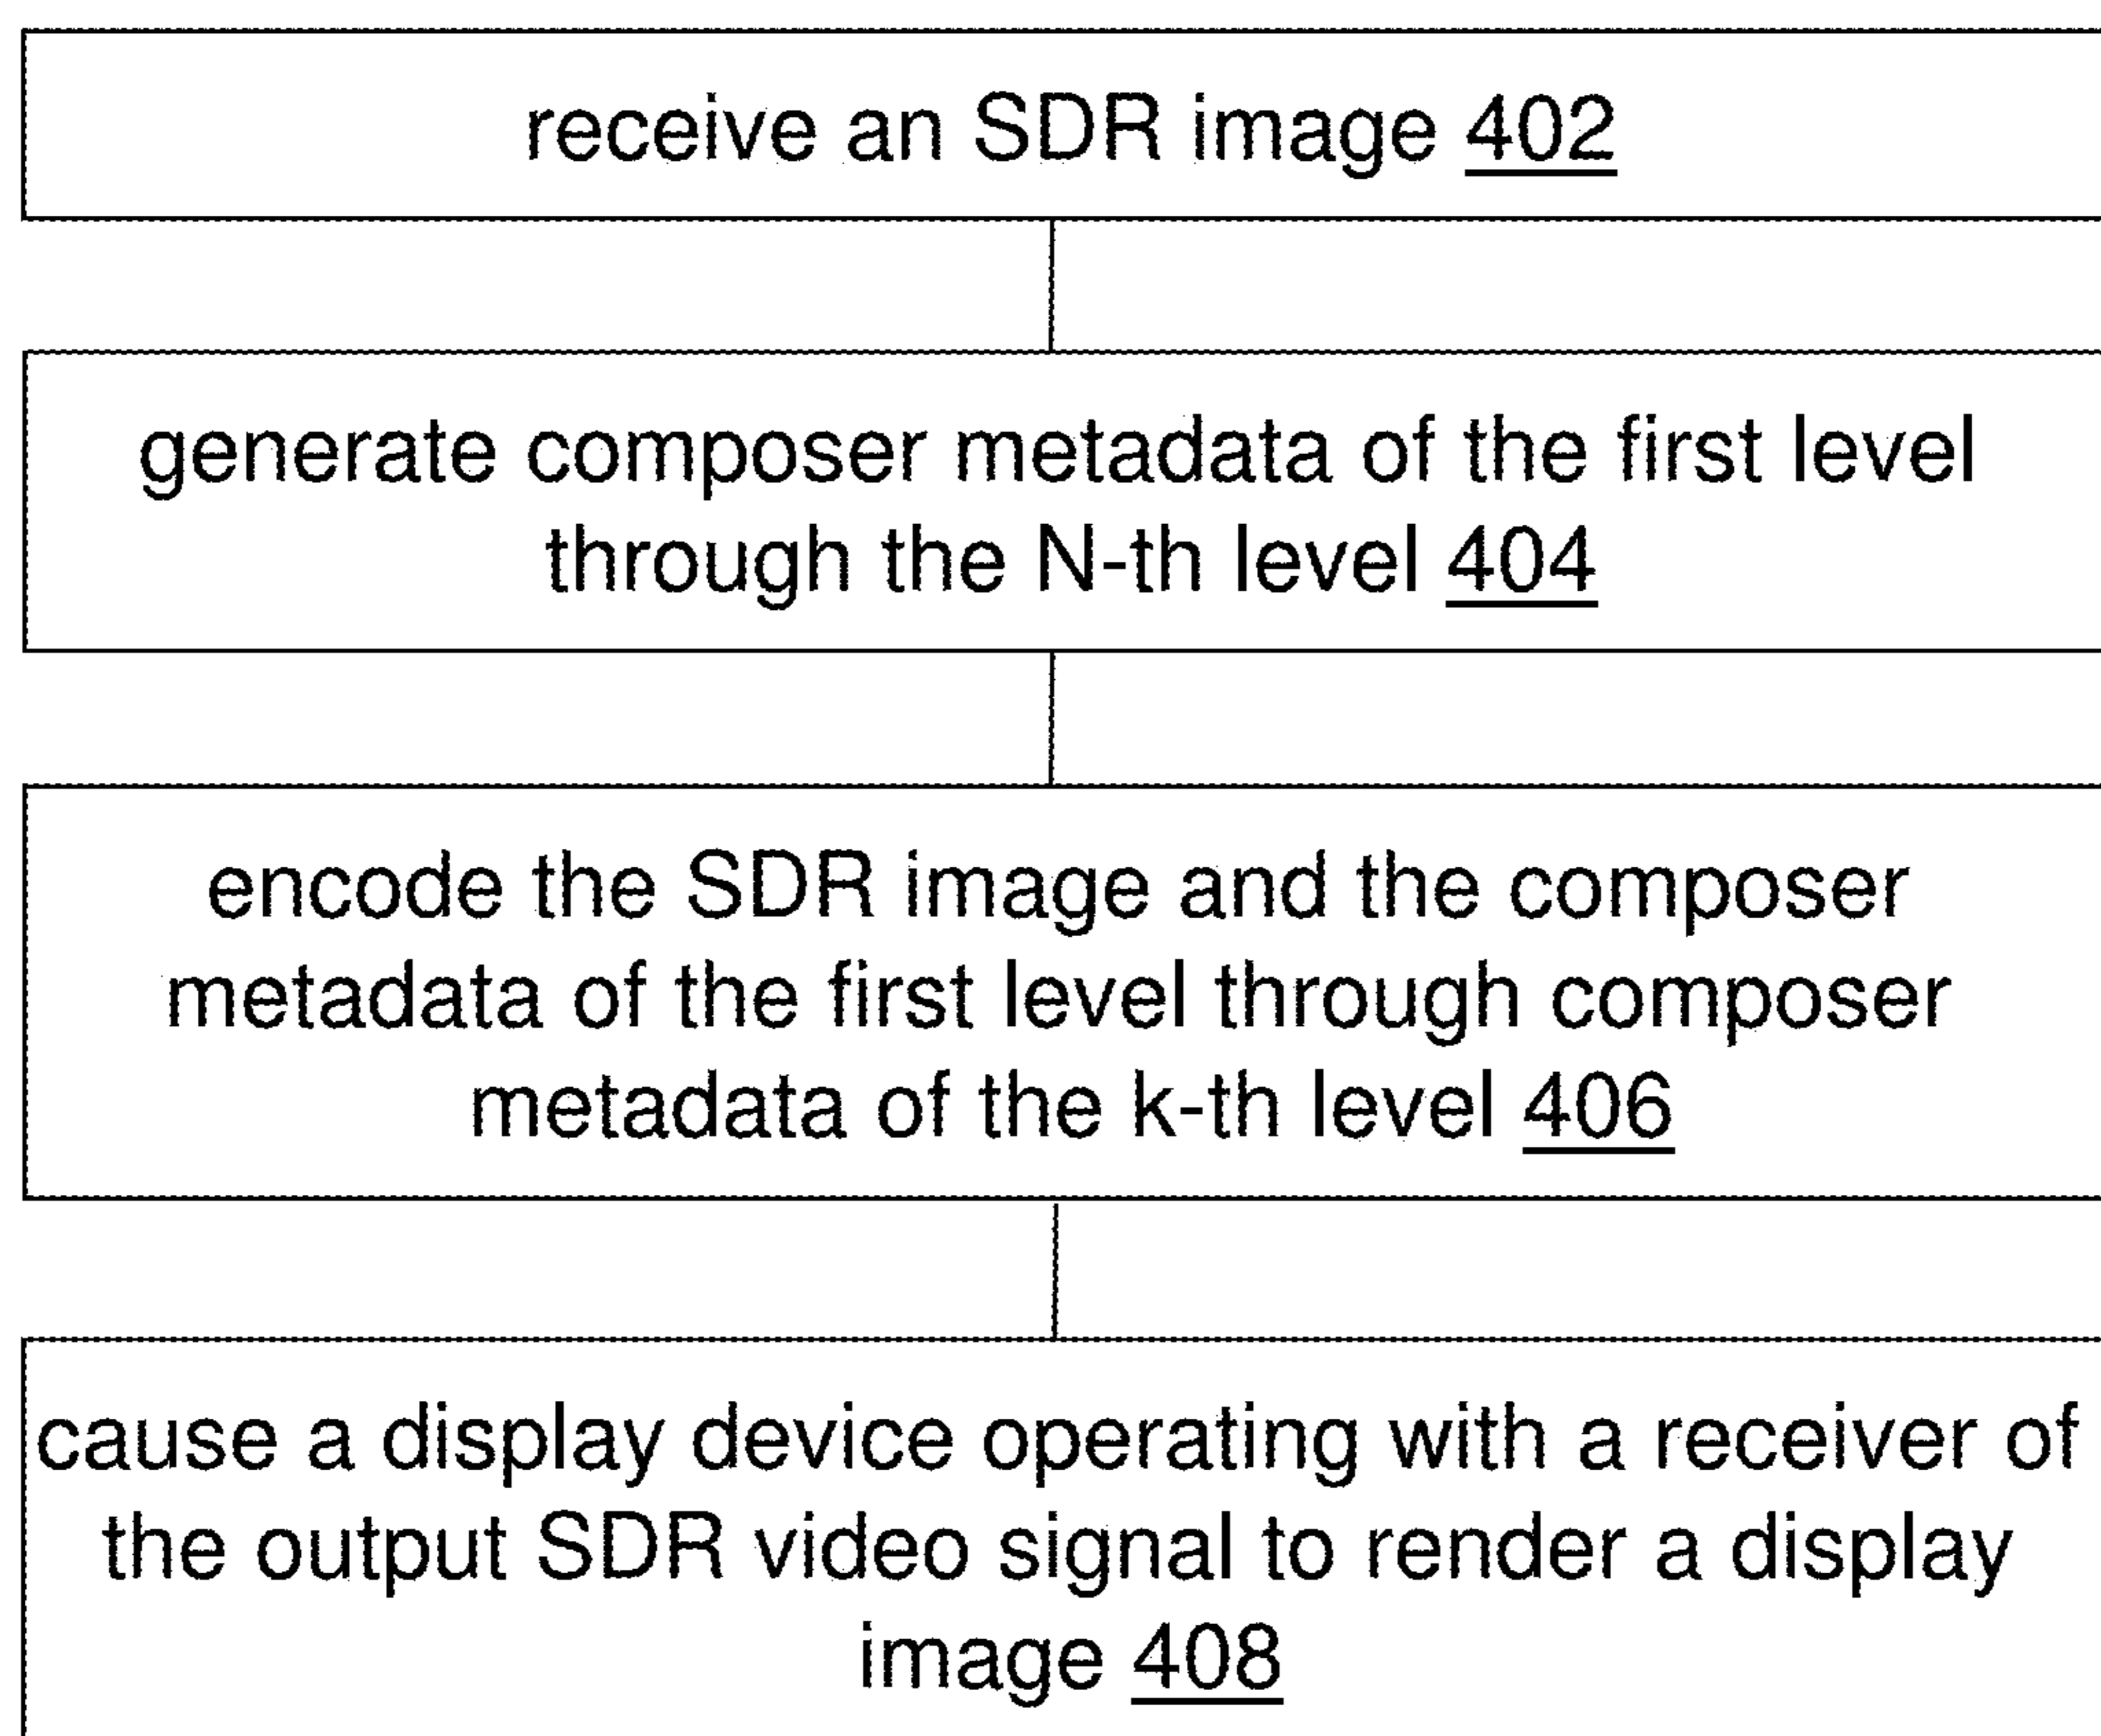 receive an SDR image 402
generate composer metadata of the first level
through the N-th level 404
encode the SDR image and the composer
metadata of the first level through composer
metadata of the k-th level 406
cause a display device operating with a receiver of
the output SDR video signal to render a display
image 408